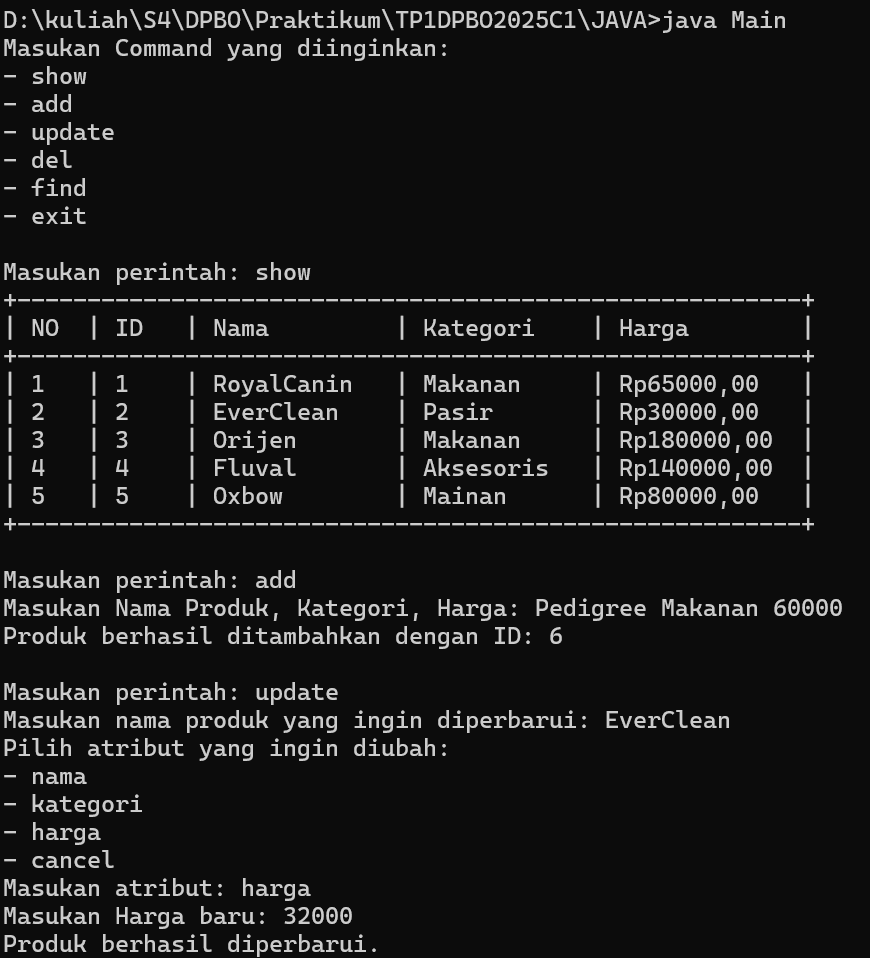 D:\kuliah\S4\DPBO\Praktikum\TP1DPBO2025C1\JAVA>java Main
Masukan Command yang diinginkan:
- show
- add
- update
- del
- find
- exit
Masukan perintah: show
+--------------------------------------------------------+
| NO  | ID   | Nama         | Kategori    | Harga        |
+--------------------------------------------------------+
| 1   | 1    | RoyalCanin   | Makanan     | Rp65000,00   |
| 2   | 2    | EverClean    | Pasir       | Rp30000,00   |
| 3   | 3    | Orijen       | Makanan     | Rp180000,00  |
| 4   | 4    | Fluval       | Aksesoris   | Rp140000,00  |
| 5   | 5    | Oxbow        | Mainan      | Rp80000,00   |
+--------------------------------------------------------+
Masukan perintah: add
Masukan Nama Produk, Kategori, Harga: Pedigree Makanan 60000
Produk berhasil ditambahkan dengan ID: 6
Masukan perintah: update
Masukan nama produk yang ingin diperbarui: EverClean
Pilih atribut yang ingin diubah:
- nama
- kategori
- harga
- cancel
Masukan atribut: harga
Masukan Harga baru: 32000
Produk berhasil diperbarui.